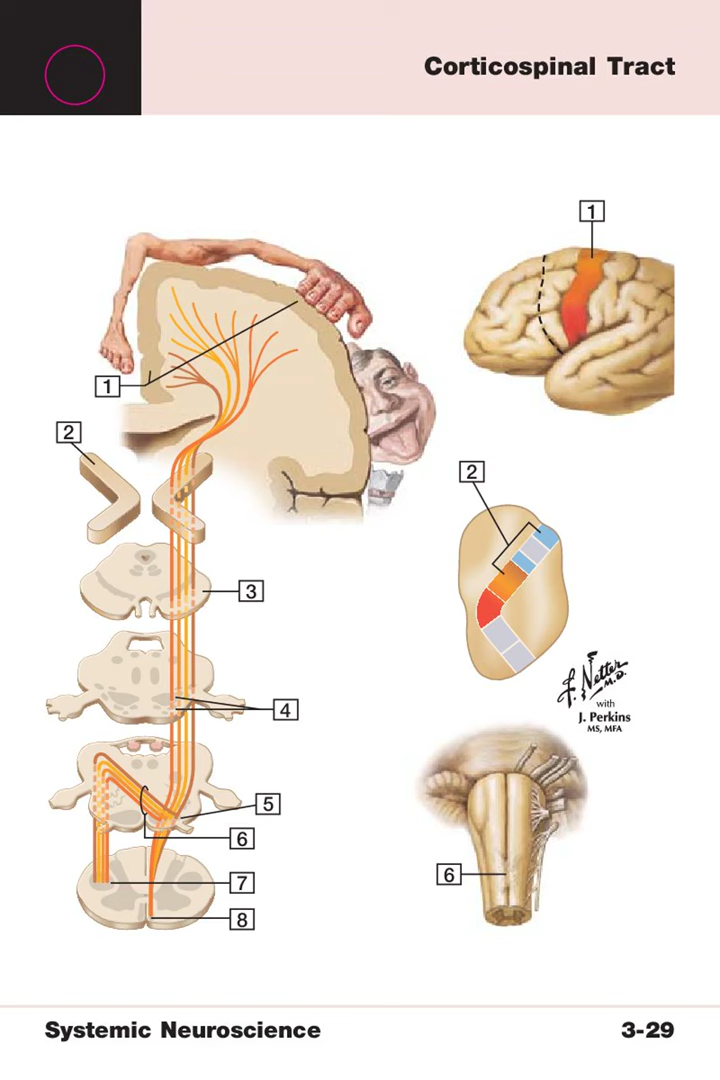 Corticospinal Tract
1
1
2
2
3
4
5
6
6
7
8
F. Netter
M.D.
with
J. Perkins
MS, MFA
Systemic Neuroscience 3-29